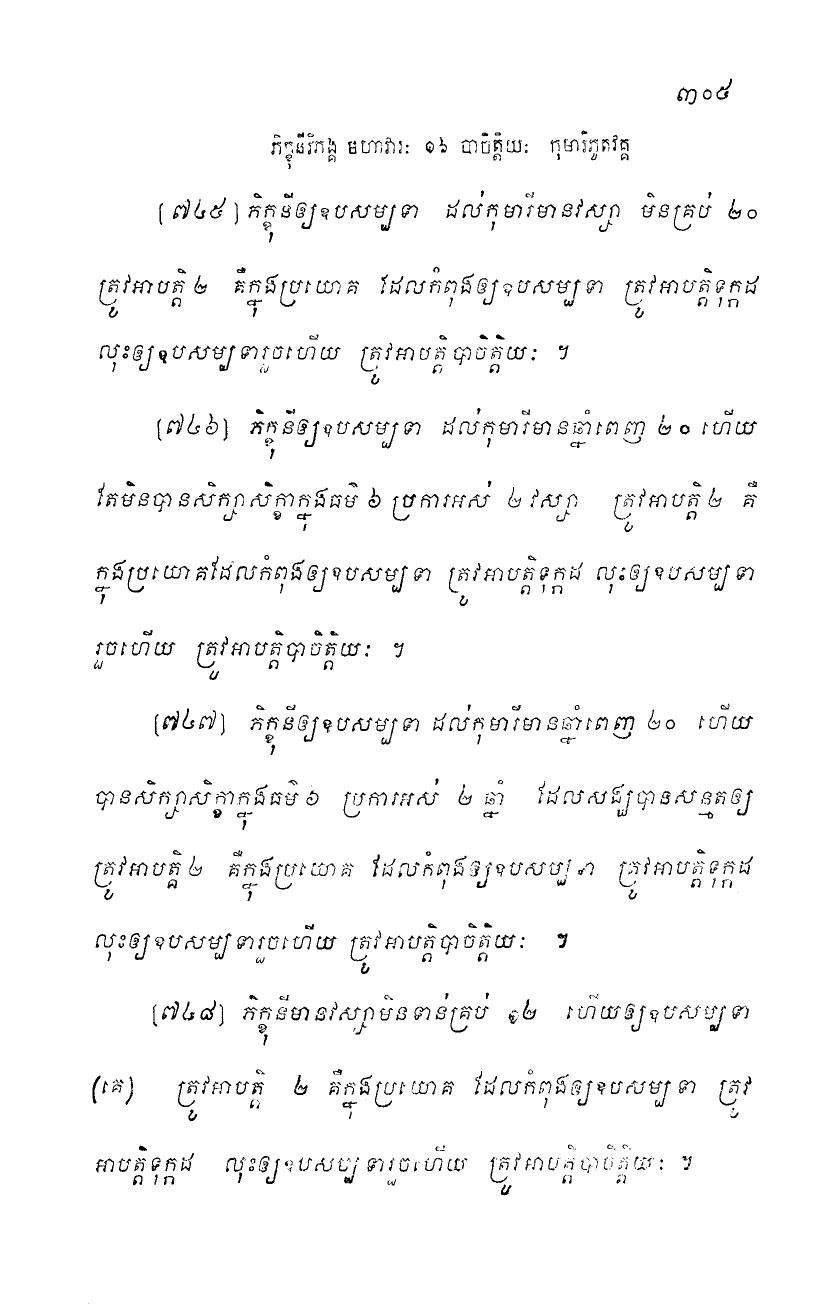 ៣០៥
ភិក្ខុនីវិភង្គ មហាវារៈ ១៦ បាចិត្តិយៈ កុមារិភូតវគ្គ
[៧៤៥] ភិក្ខុនីឲ្យឧបសម្បទា ដល់កុមារីមានវស្សា មិនគ្រប់ ២០
ត្រូវអាបត្តិ ២ គឺក្នុងប្រយោគ ដែលកំពុងឲ្យឧបសម្បទា ត្រូវអាបត្តិទុក្កដ
លុះឲ្យឧបសម្បទារួចហើយ ត្រូវអាបត្តិបាចិត្តិយៈ ។
[៧៤៦] ភិក្ខុនីឲ្យឧបសម្បទា ដល់កុមារីមានឆ្នាំពេញ ២០ ហើយ
តែមិនបានសិក្សាសិក្ខាក្នុងធម៌ ៦ ប្រការអស់ ២ វស្សា ត្រូវអាបត្តិ ២ គឺ
ក្នុងប្រយោគដែលកំពុងឲ្យឧបសម្បទា ត្រូវអាបត្តិទុក្កដ លុះឲ្យឧបសម្បទា
រួចហើយ ត្រូវអាបត្តិបាចិត្តិយៈ ។
[៧៤៧] ភិក្ខុនីឲ្យឧបសម្បទា ដល់កុមារីមានឆ្នាំពេញ ២០ ហើយ
បានសិក្សាសិក្ខាក្នុងធម៌ ៦ ប្រការអស់ ២ ឆ្នាំ ដែលសង្ឃបានសន្មតឲ្យ
ត្រូវអាបត្តិ ២ គឺក្នុងប្រយោគ ដែលកំពុងឲ្យឧបសម្បទា ត្រូវអាបត្តិទុក្កដ
លុះឲ្យឧបសម្បទារួចហើយ ត្រូវអាបត្តិបាចិត្តិយៈ ។
[៧៤៨] ភិក្ខុនីមានវស្សាមិនទាន់គ្រប់ ១២ ហើយឲ្យឧបសម្បទា
(គេ) ត្រូវអាបត្តិ ២ គឺក្នុងប្រយោគ ដែលកំពុងឲ្យឧបសម្បទា ត្រូវ
អាបត្តិទុក្កដ លុះឲ្យឧបសម្បទារួចហើយ ត្រូវអាបត្តិបាចិត្តិយៈ ។